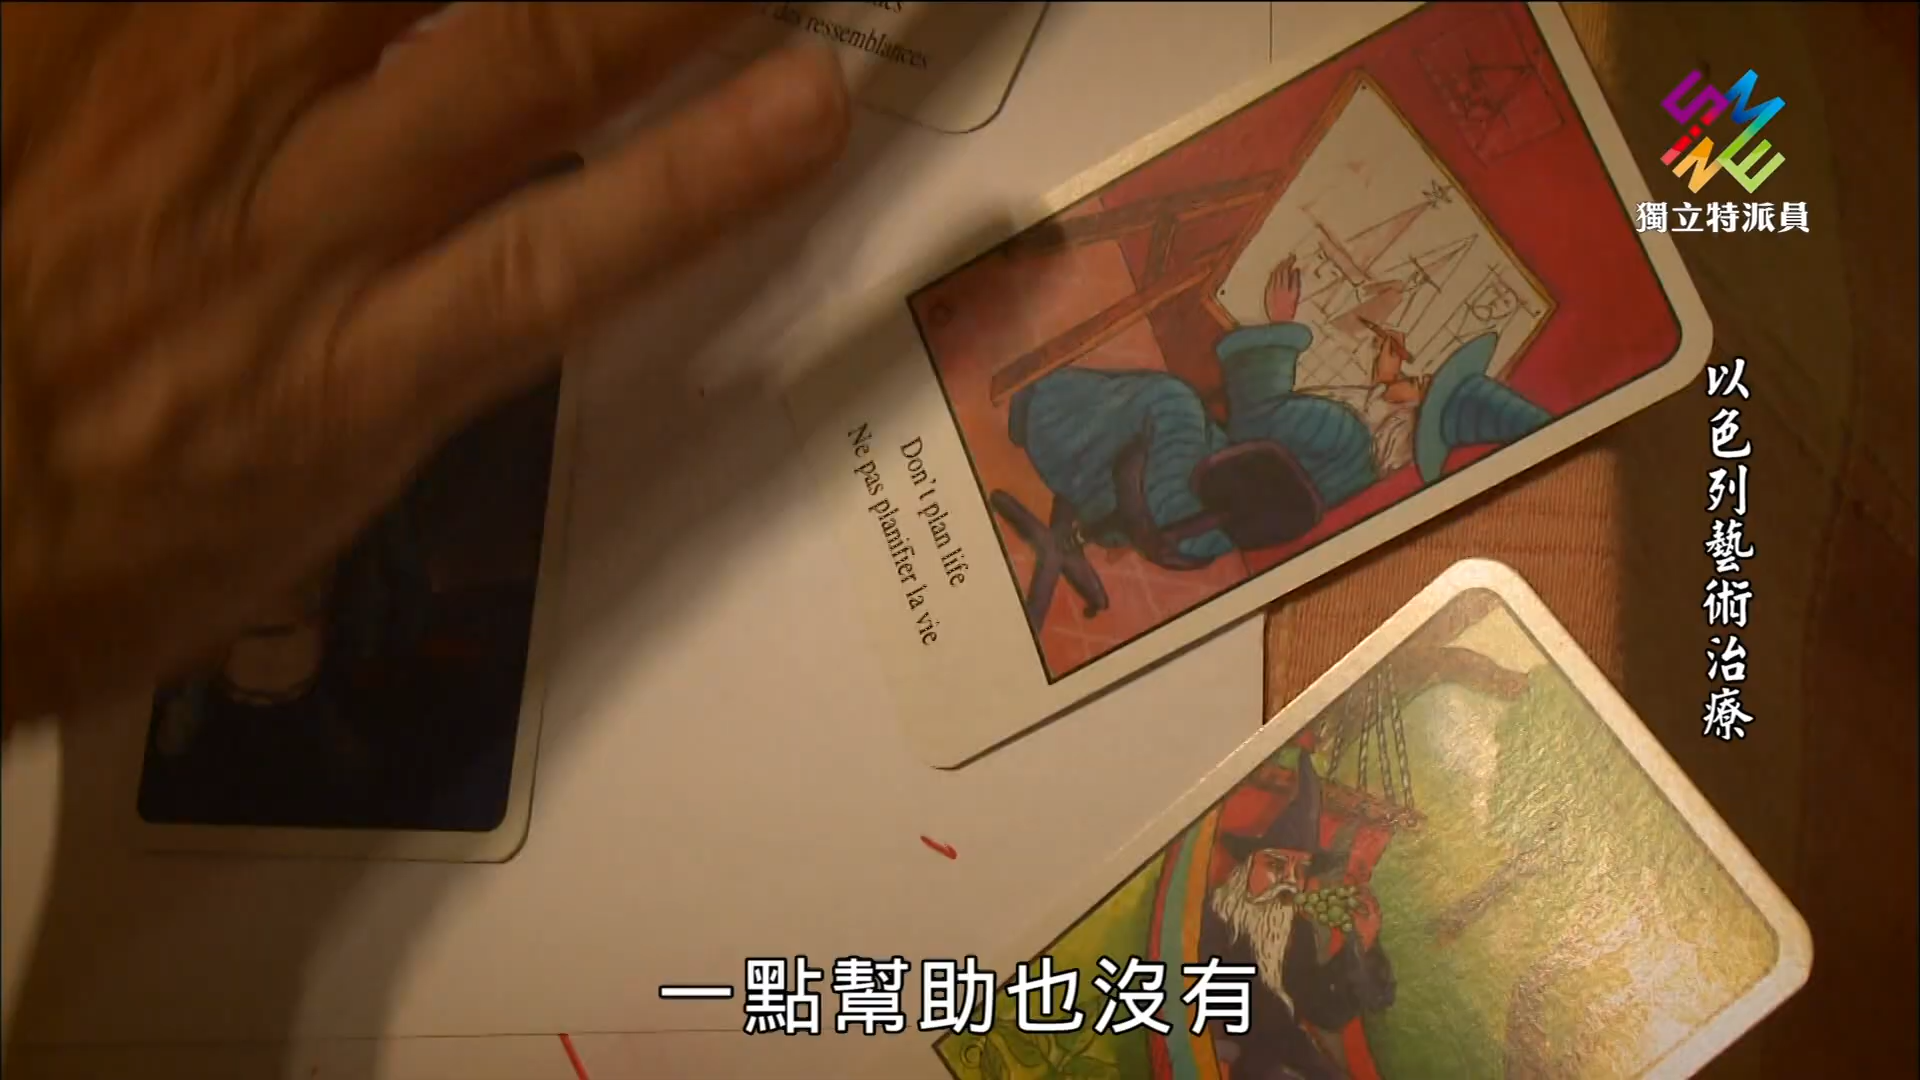 des ressemblances
SiNNE
獨立特派員
以色列藝術治療
Don't plan life
Ne pas planifier la vie
一點幫助也沒有